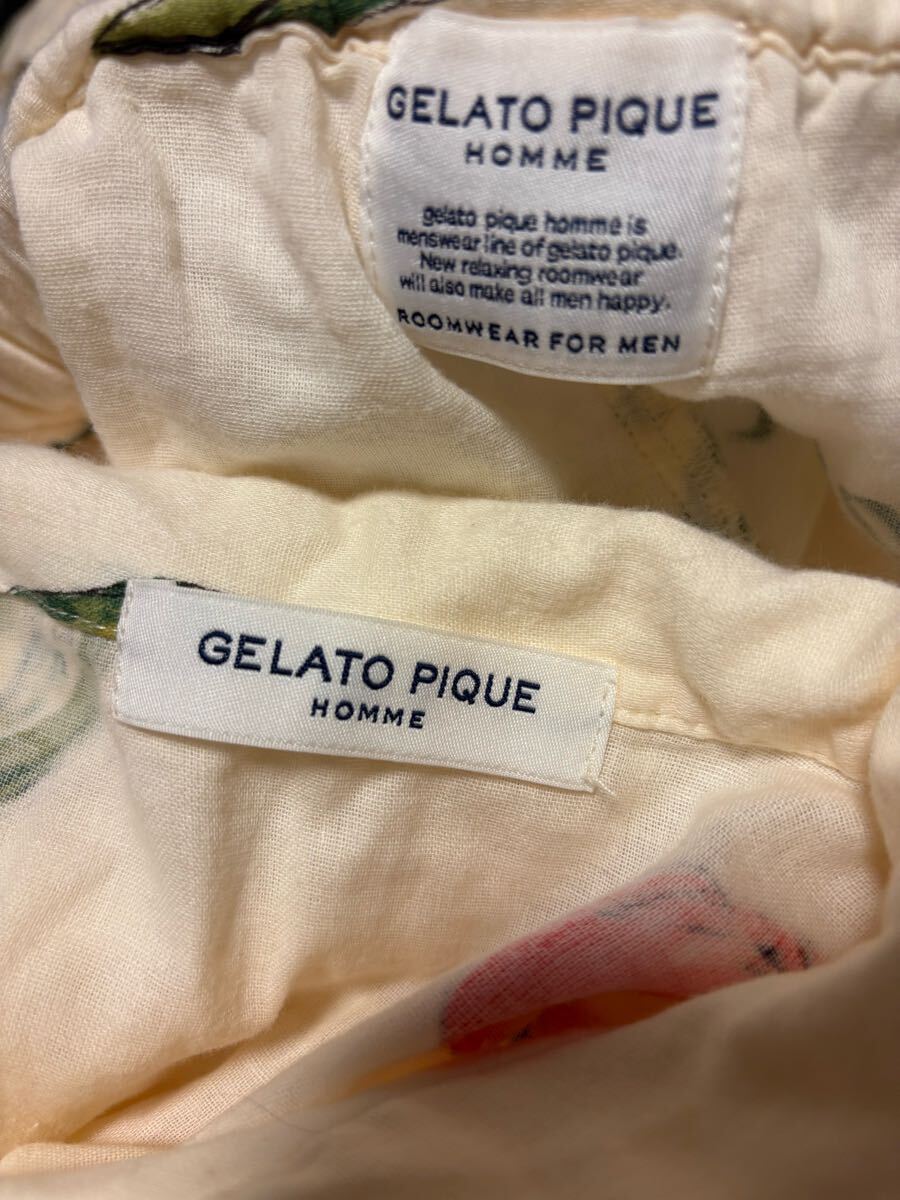 GELATO PIQUE
HOMME
gelato pique homme is
menswear line of gelato pique.
New relaxing roomwear
will also make all men happy.
ROOMWEAR FOR MEN
GELATO PIQUE
HOMME